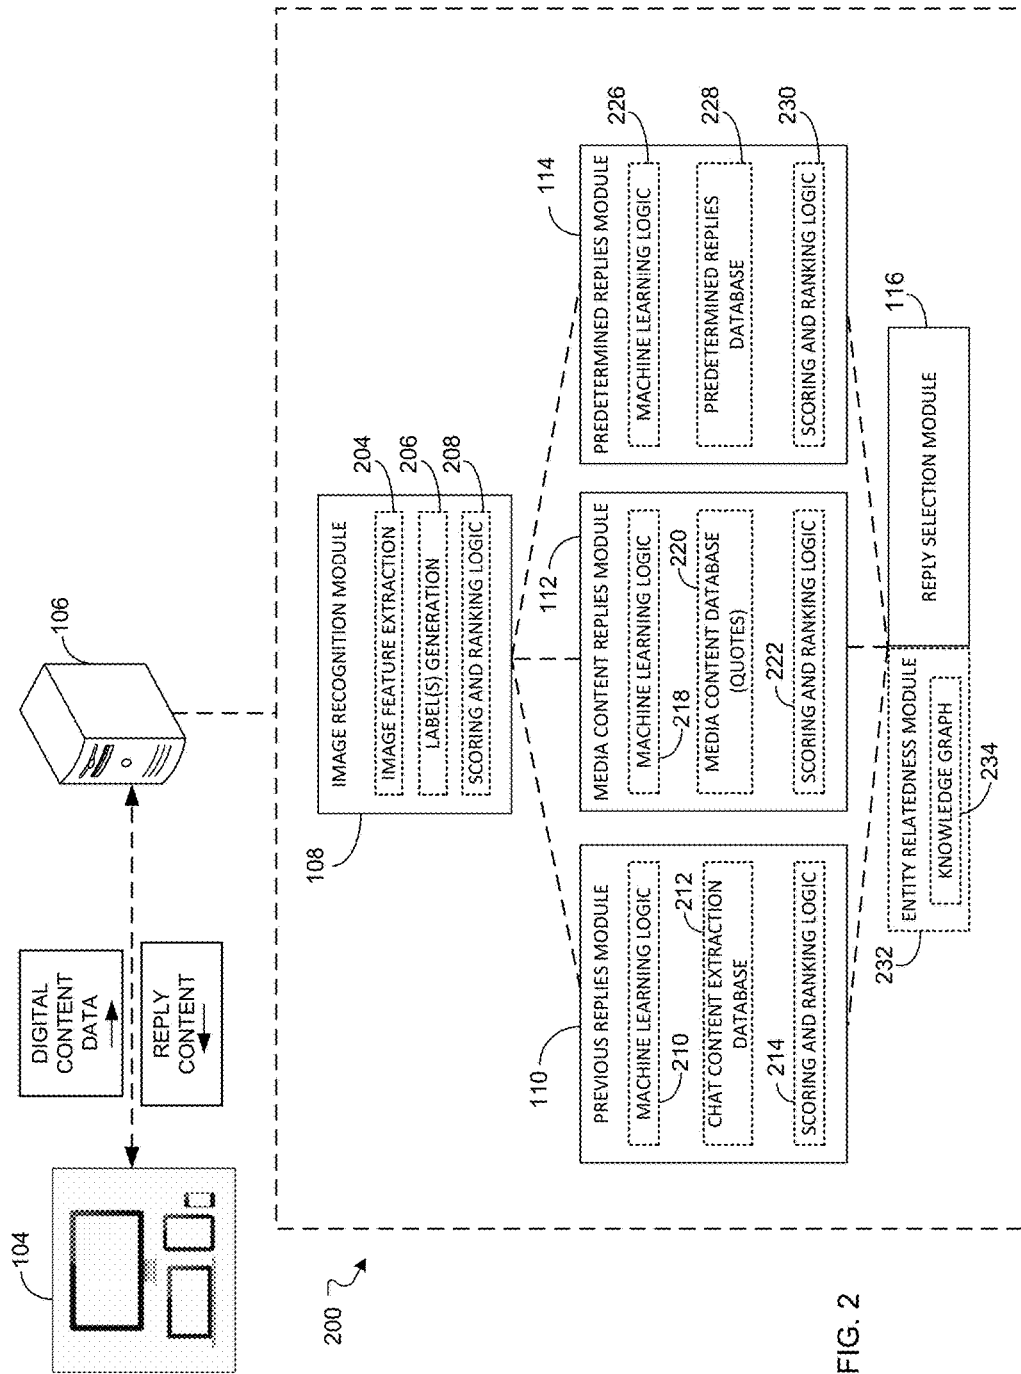 104
DIGITAL
CONTENT
DATA
REPLY
CONTENT
106
200
IMAGE RECOGNITION MODULE
IMAGE FEATURE EXTRACTION
204
LABEL(S) GENERATION
206
SCORING AND RANKING LOGIC
208
108
110
PREVIOUS REPLIES MODULE
MACHINE LEARNING LOGIC
210
212
CHAT CONTENT EXTRACTION
DATABASE
214
SCORING AND RANKING LOGIC
112
MEDIA CONTENT REPLIES MODULE
MACHINE LEARNING LOGIC
218
220
MEDIA CONTENT DATABASE
(QUOTES)
222
SCORING AND RANKING LOGIC
114
PREDETERMINED REPLIES MODULE
MACHINE LEARNING LOGIC
226
PREDETERMINED REPLIES
DATABASE
228
SCORING AND RANKING LOGIC
230
232
ENTITY RELATEDNESS MODULE
KNOWLEDGE GRAPH
234
REPLY SELECTION MODULE
116
FIG. 2